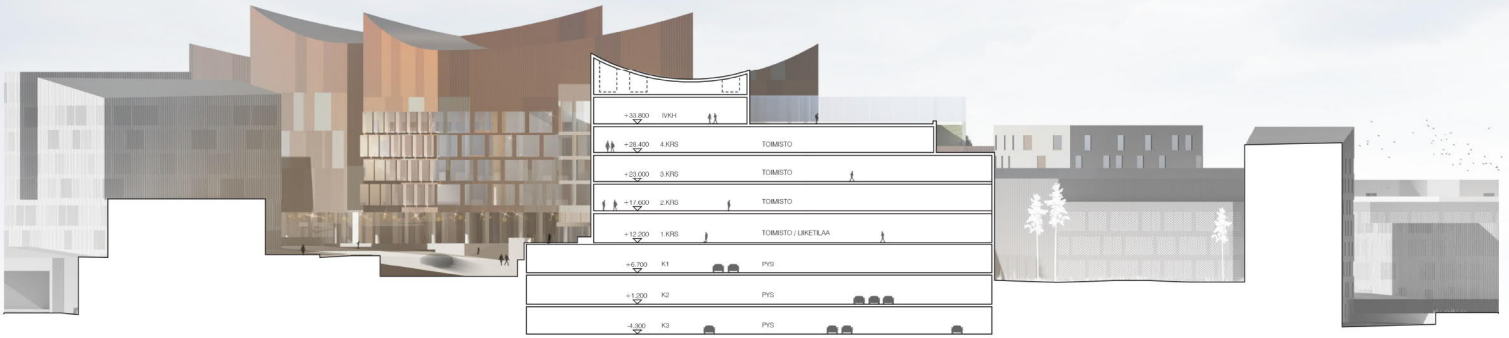 +33.800 IVKH
+28.400 4.KRS TOIMISTO
+23.000 3.KRS TOIMISTO
+17.600 2.KRS TOIMISTO
+12.200 1.KRS TOIMISTO / LIIKETILAA
+6.700 K1 PYS
+1.200 K2 PYS
-4.300 K3 PYS